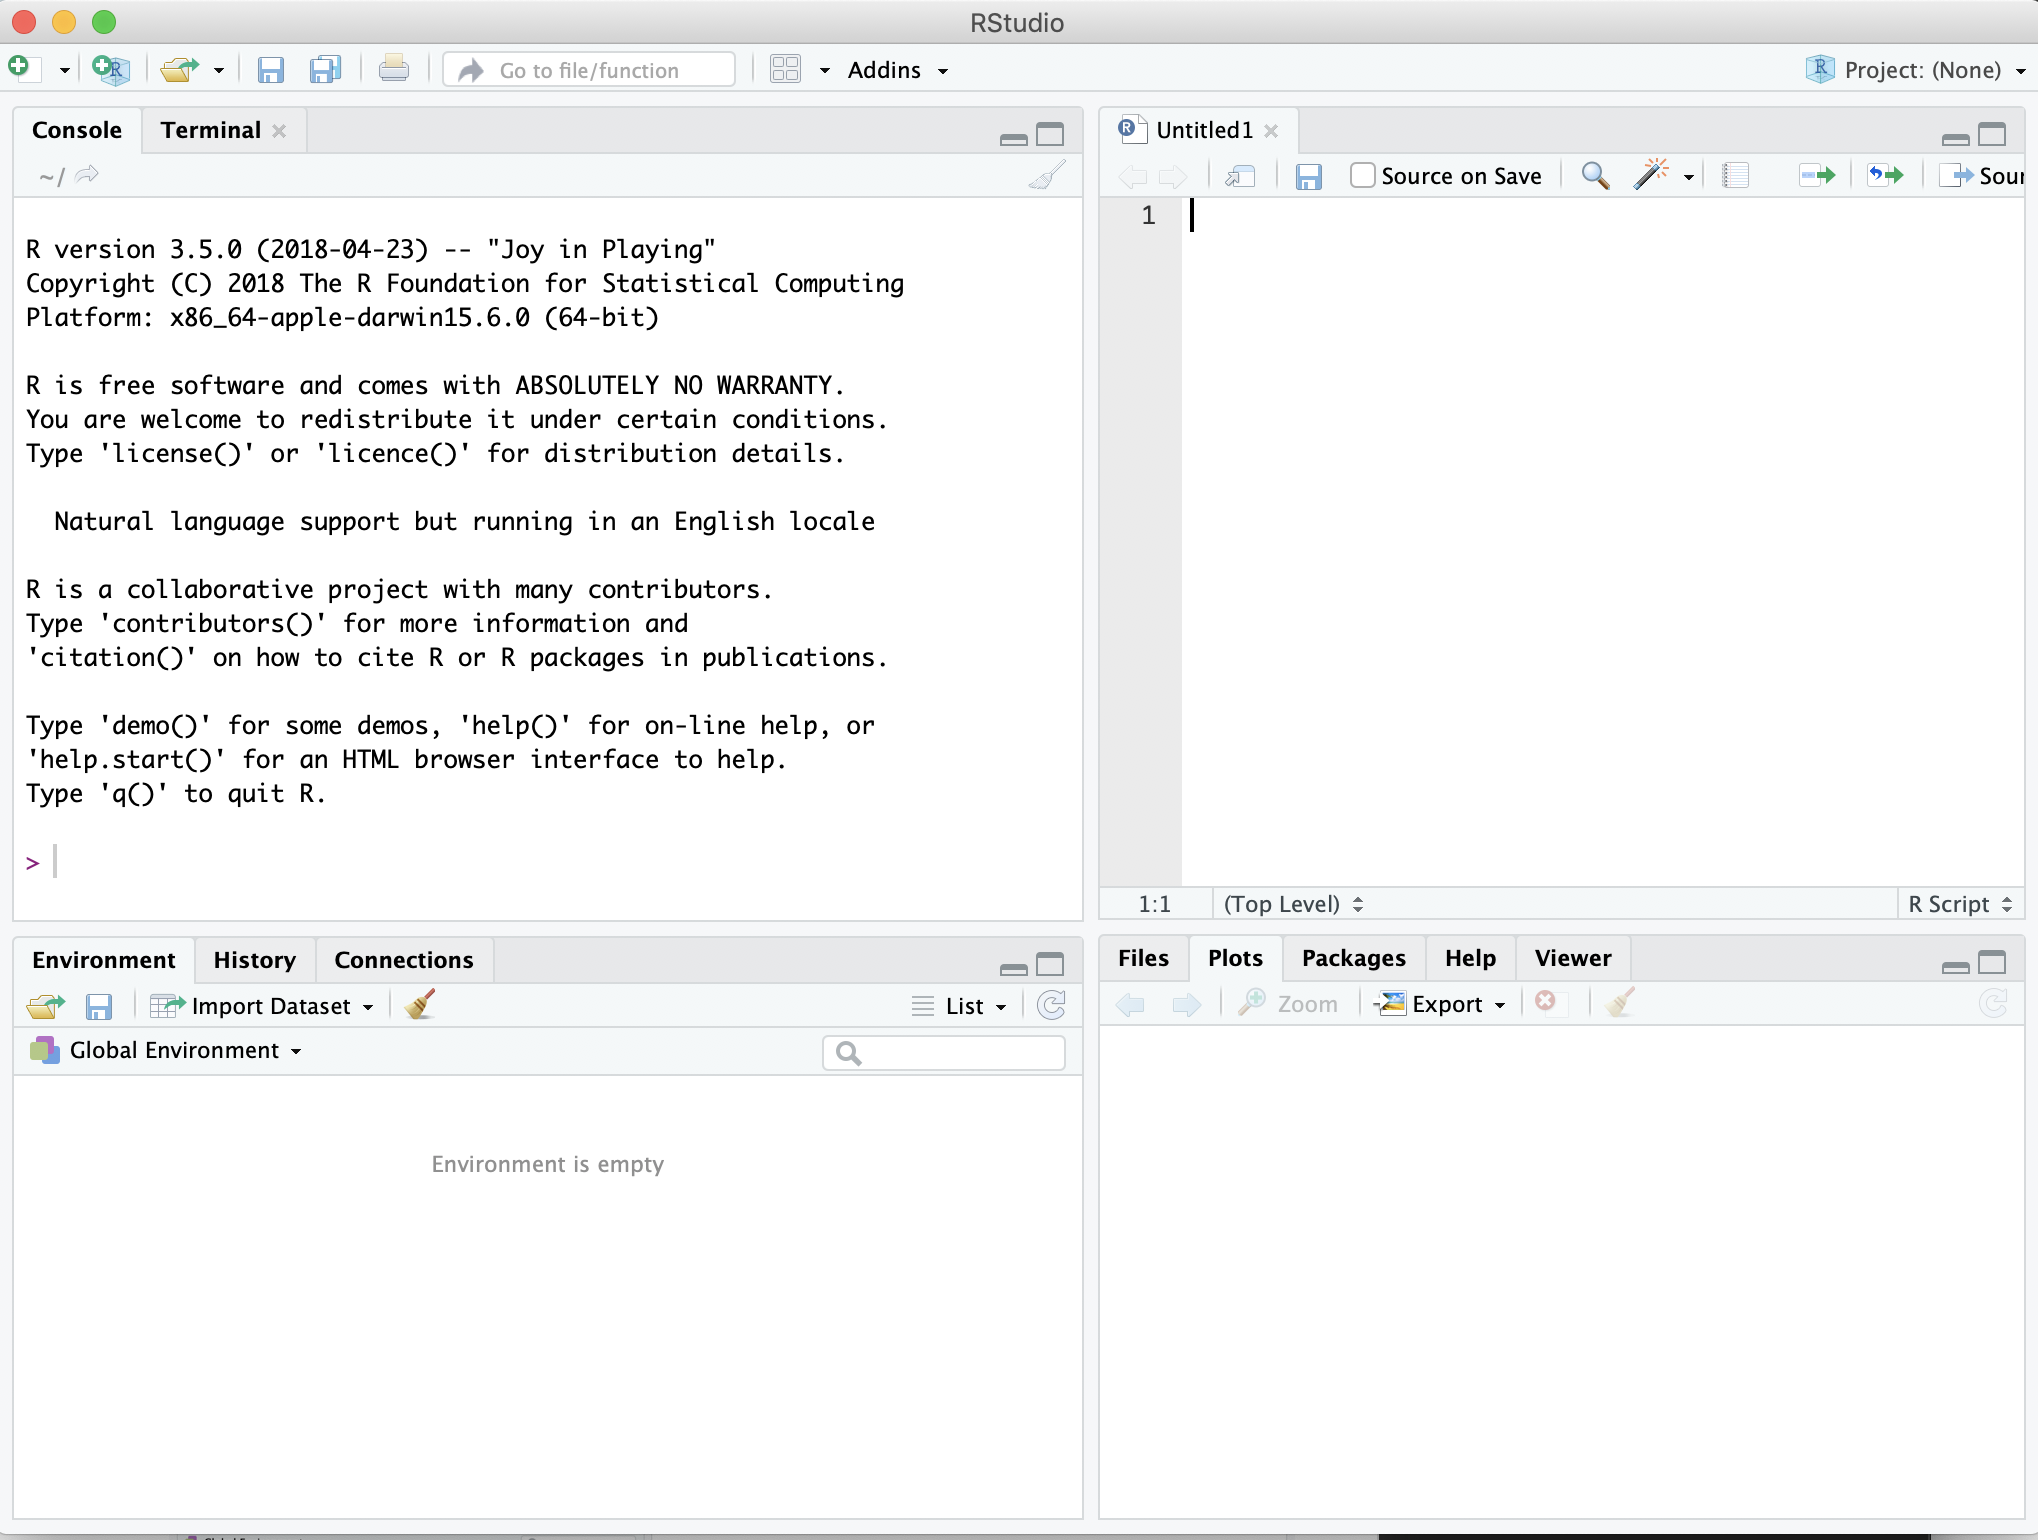 RStudio
Go to file/function
Addins
Project: (None)
Console
Terminal
~/
R version 3.5.0 (2018-04-23) -- "Joy in Playing"
Copyright (C) 2018 The R Foundation for Statistical Computing
Platform: x86_64-apple-darwin15.6.0 (64-bit)
R is free software and comes with ABSOLUTELY NO WARRANTY.
You are welcome to redistribute it under certain conditions.
Type 'license()' or 'licence()' for distribution details.
Natural language support but running in an English locale
R is a collaborative project with many contributors.
Type 'contributors()' for more information and
'citation()' on how to cite R or R packages in publications.
Type 'demo()' for some demos, 'help()' for on-line help, or
'help.start()' for an HTML browser interface to help.
Type 'q()' to quit R.
>
Untitled1
Source on Save
Sour
1
1:1
(Top Level)
R Script
Environment
History
Connections
Import Dataset
List
Global Environment
Environment is empty
Files
Plots
Packages
Help
Viewer
Zoom
Export